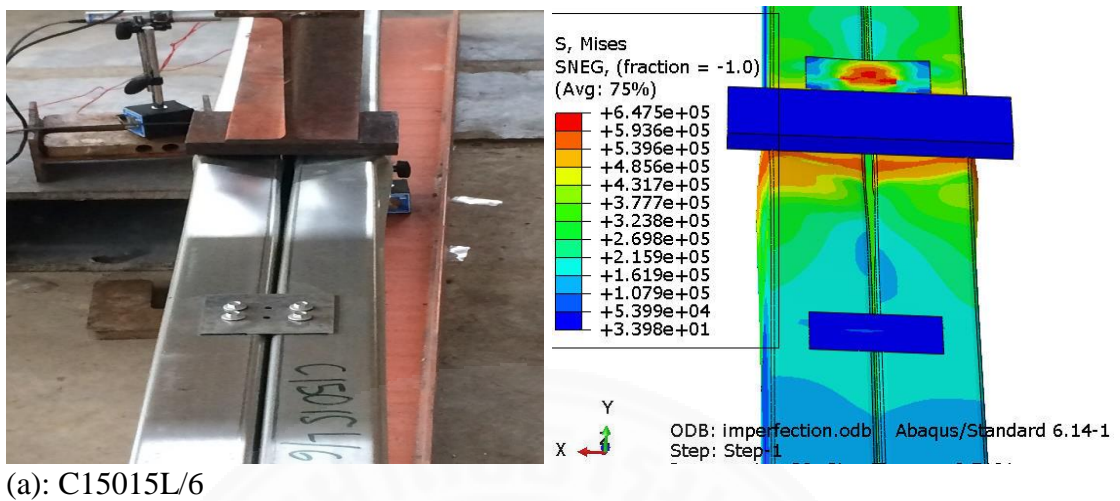 C15015L/6
S, Mises
SNEG, (fraction = -1.0)
(Avg: 75%)
+6.475e+05
+5.936e+05
+5.396e+05
+4.856e+05
+4.317e+05
+3.777e+05
+3.238e+05
+2.698e+05
+2.159e+05
+1.619e+05
+1.079e+05
+5.399e+04
+3.398e+01
Y
X
ODB: imperfection.odb Abaqus/Standard 6.14-1
Step: Step-1
(a): C15015L/6